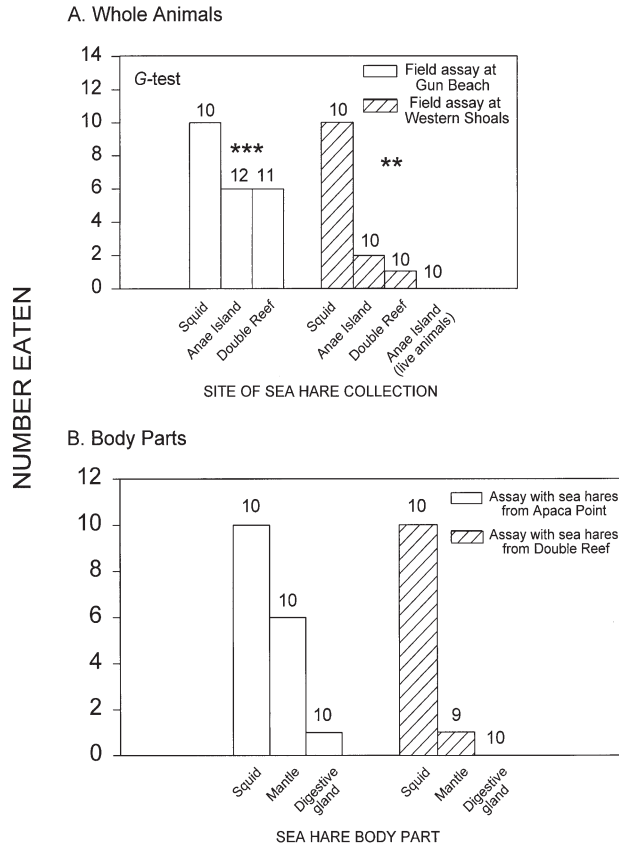 A. Whole Animals
14
12
10
8
6
4
2
0
G-test
Field assay at
Gun Beach
Field assay at
Western Shoals
10
***
12 11
10
**
10
10
10
Squid
Anae Island
Double Reef
Squid
Anae Island
Double Reef
Anae Island
(live animals)
SITE OF SEA HARE COLLECTION
NUMBER EATEN
B. Body Parts
12
10
8
6
4
2
0
Assay with sea hares
from Apaca Point
Assay with sea hares
from Double Reef
10
10
10
10
9
10
Squid
Mantle
Digestive
gland
Squid
Mantle
Digestive
gland
SEA HARE BODY PART